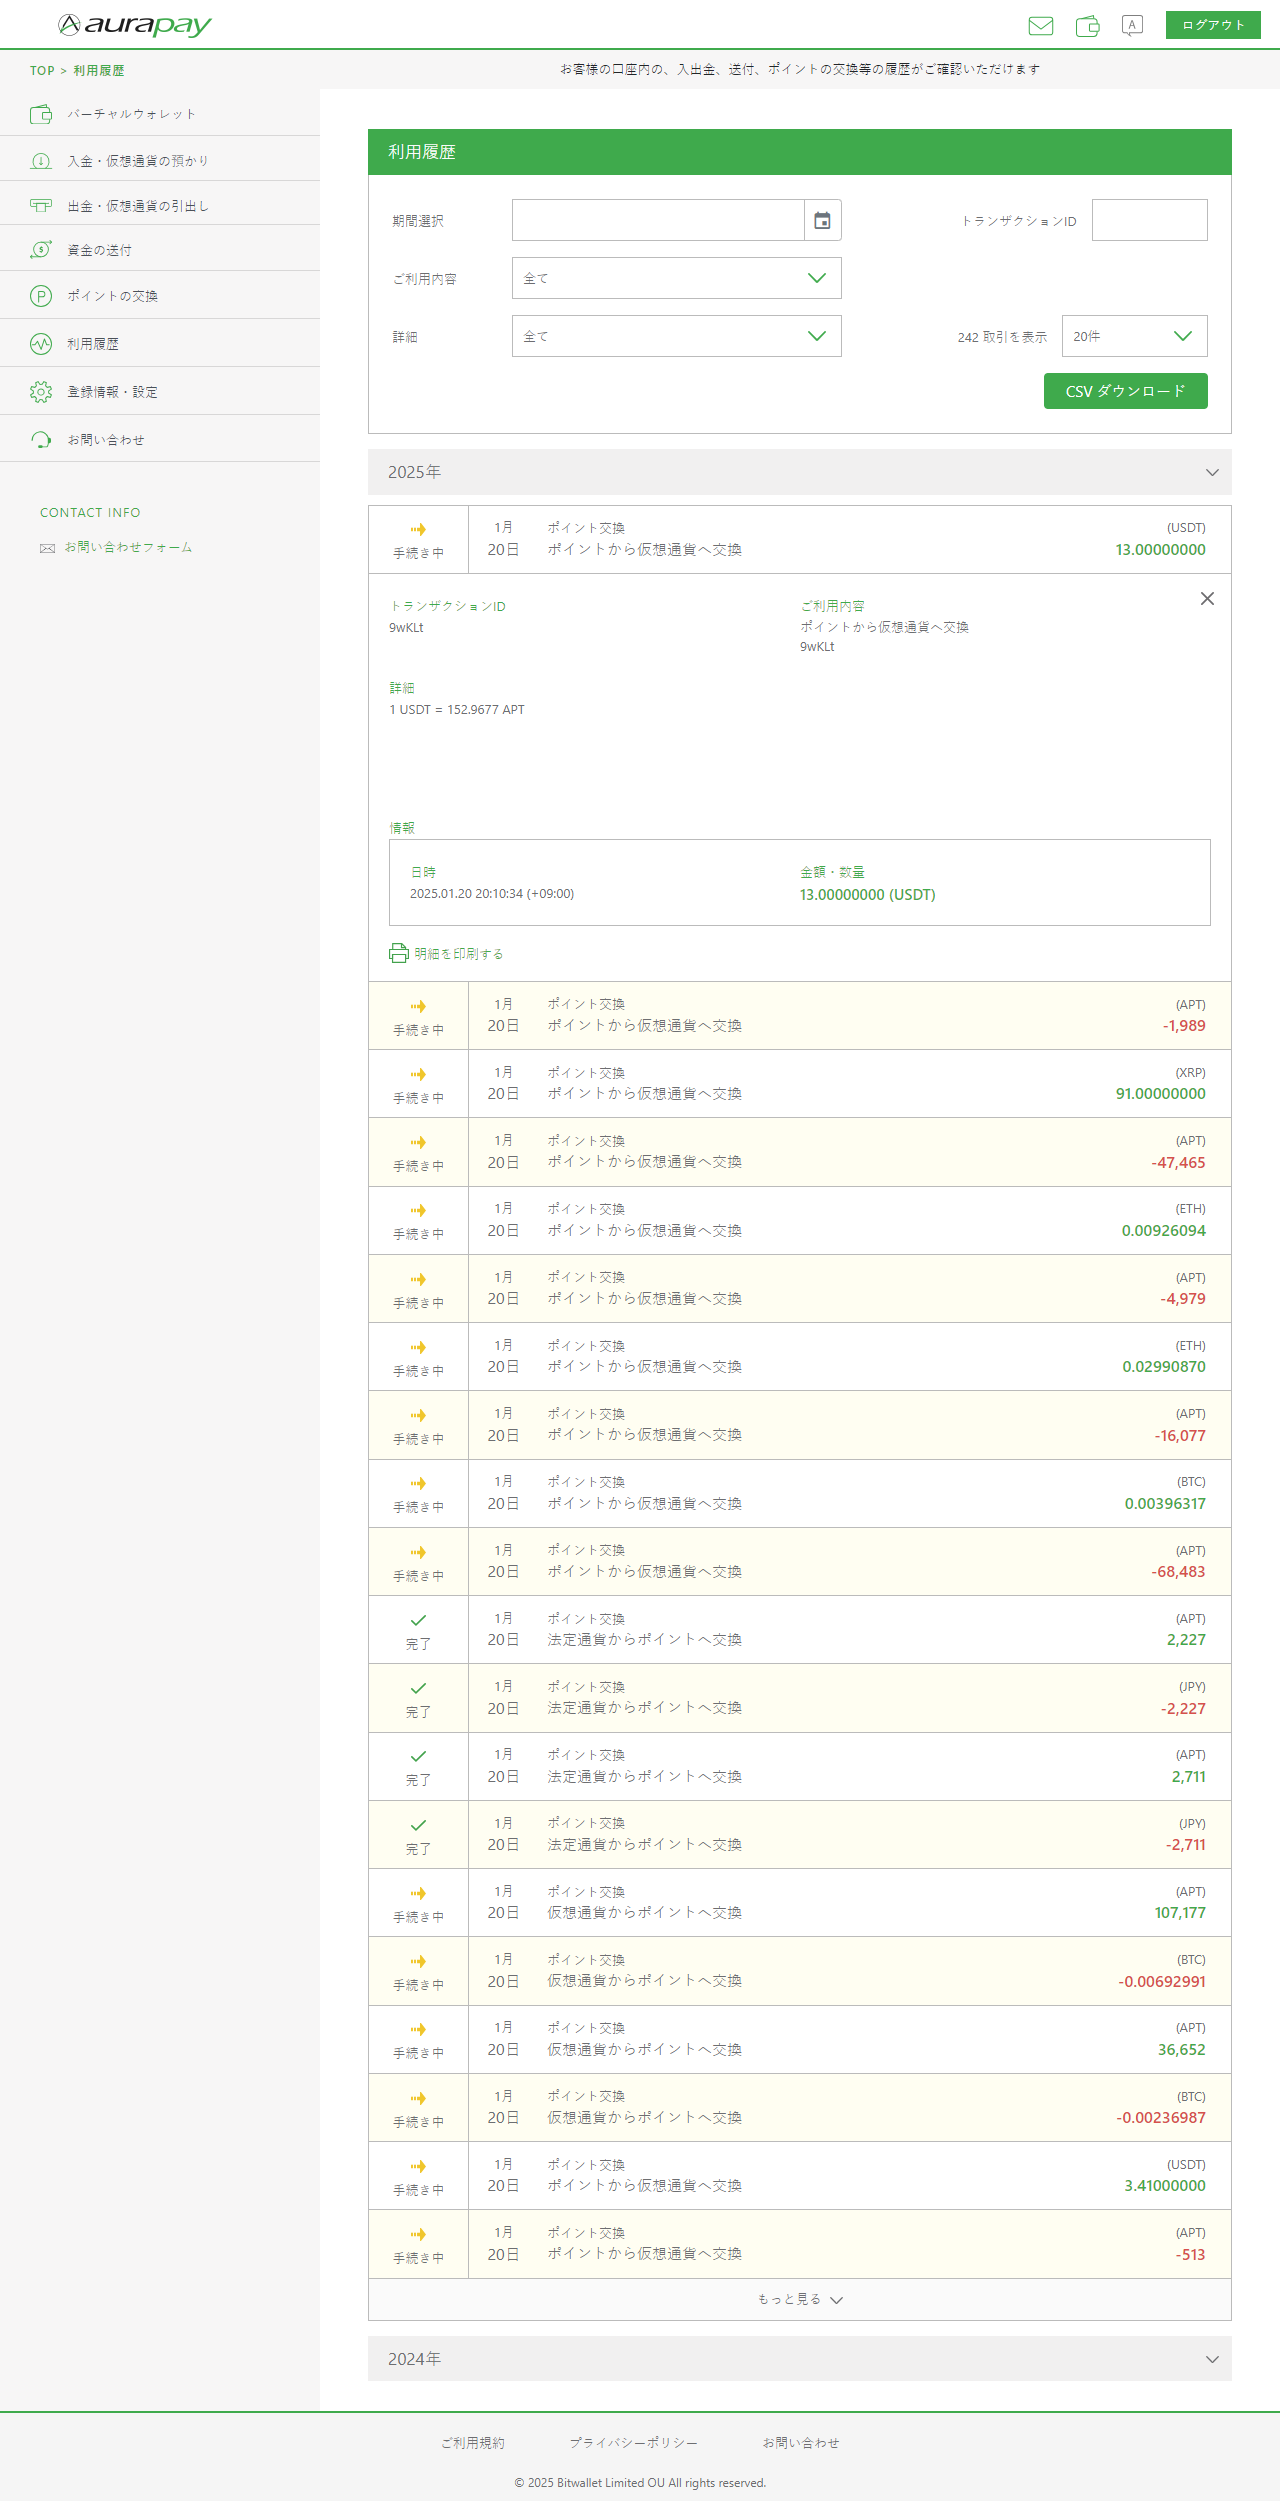 aurapay
A
ログアウト
TOP > 利用履歴
お客様の口座内の、入出金、送付、ポイントの交換等の履歴がご確認いただけます
バーチャルウォレット
入金・仮想通貨の預かり
出金・仮想通貨の引出し
資金の送付
ポイントの交換
利用履歴
登録情報・設定
お問い合わせ
CONTACT INFO
お問い合わせフォーム
利用履歴
期間選択
トランザクションID
ご利用内容
全て
詳細
全て
242 取引を表示
20件
CSV ダウンロード
2025年
手続き中
1月
20日
ポイント交換
ポイントから仮想通貨へ交換
(USDT)
13.00000000
トランザクションID
9wKLt
ご利用内容
ポイントから仮想通貨へ交換
9wKLt
詳細
1 USDT = 152.9677 APT
情報
日時
2025.01.20 20:10:34 (+09:00)
金額・数量
13.00000000 (USDT)
明細を印刷する
手続き中
1月
20日
ポイント交換
ポイントから仮想通貨へ交換
(APT)
-1,989
手続き中
1月
20日
ポイント交換
ポイントから仮想通貨へ交換
(XRP)
91.00000000
手続き中
1月
20日
ポイント交換
ポイントから仮想通貨へ交換
(APT)
-47,465
手続き中
1月
20日
ポイント交換
ポイントから仮想通貨へ交換
(ETH)
0.00926094
手続き中
1月
20日
ポイント交換
ポイントから仮想通貨へ交換
(APT)
-4,979
手続き中
1月
20日
ポイント交換
ポイントから仮想通貨へ交換
(ETH)
0.02990870
手続き中
1月
20日
ポイント交換
ポイントから仮想通貨へ交換
(APT)
-16,077
手続き中
1月
20日
ポイント交換
ポイントから仮想通貨へ交換
(BTC)
0.00396317
手続き中
1月
20日
ポイント交換
ポイントから仮想通貨へ交換
(APT)
-68,483
完了
1月
20日
ポイント交換
法定通貨からポイントへ交換
(APT)
2,227
完了
1月
20日
ポイント交換
法定通貨からポイントへ交換
(JPY)
-2,227
完了
1月
20日
ポイント交換
法定通貨からポイントへ交換
(APT)
2,711
完了
1月
20日
ポイント交換
法定通貨からポイントへ交換
(JPY)
-2,711
手続き中
1月
20日
ポイント交換
仮想通貨からポイントへ交換
(APT)
107,177
手続き中
1月
20日
ポイント交換
仮想通貨からポイントへ交換
(BTC)
-0.00692991
手続き中
1月
20日
ポイント交換
仮想通貨からポイントへ交換
(APT)
36,652
手続き中
1月
20日
ポイント交換
仮想通貨からポイントへ交換
(BTC)
-0.00236987
手続き中
1月
20日
ポイント交換
ポイントから仮想通貨へ交換
(USDT)
3.41000000
手続き中
1月
20日
ポイント交換
ポイントから仮想通貨へ交換
(APT)
-513
もっと見る
2024年
ご利用規約
プライバシーポリシー
お問い合わせ
© 2025 Bitwallet Limited OU All rights reserved.